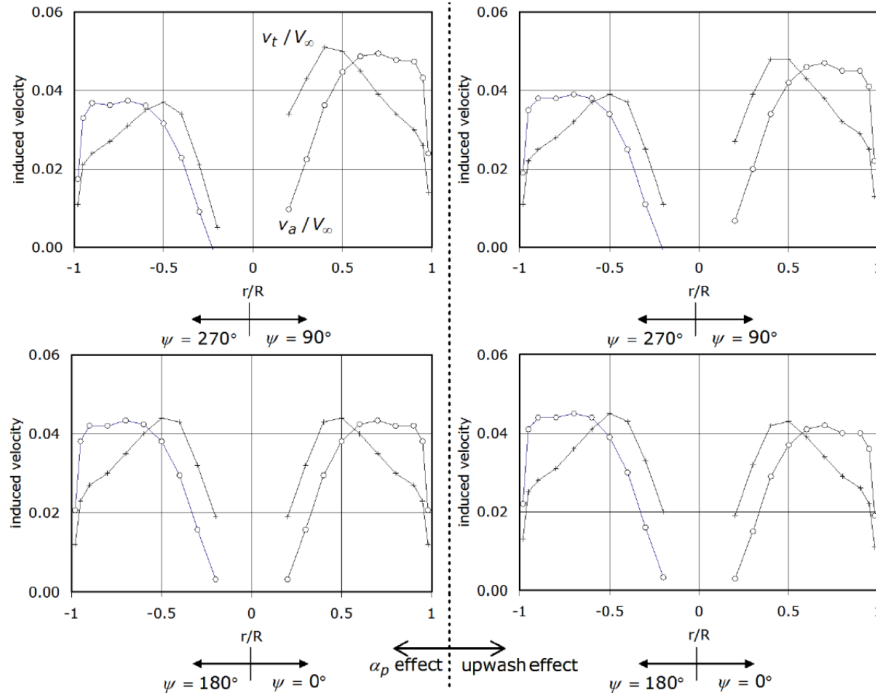 0.06
0.04
0.02
0.00
induced velocity
v_t / V_∞
v_a / V_∞
-1 -0.5 0 0.5 1
r/R
ψ = 270° ψ = 90°
0.06
0.04
0.02
0.00
induced velocity
-1 -0.5 0 0.5 1
r/R
ψ = 270° ψ = 90°
0.06
0.04
0.02
0.00
induced velocity
-1 -0.5 0 0.5 1
r/R
ψ = 180° ψ = 0°
0.06
0.04
0.02
0.00
induced velocity
-1 -0.5 0 0.5 1
r/R
ψ = 180° ψ = 0°
α_p effect upwash effect